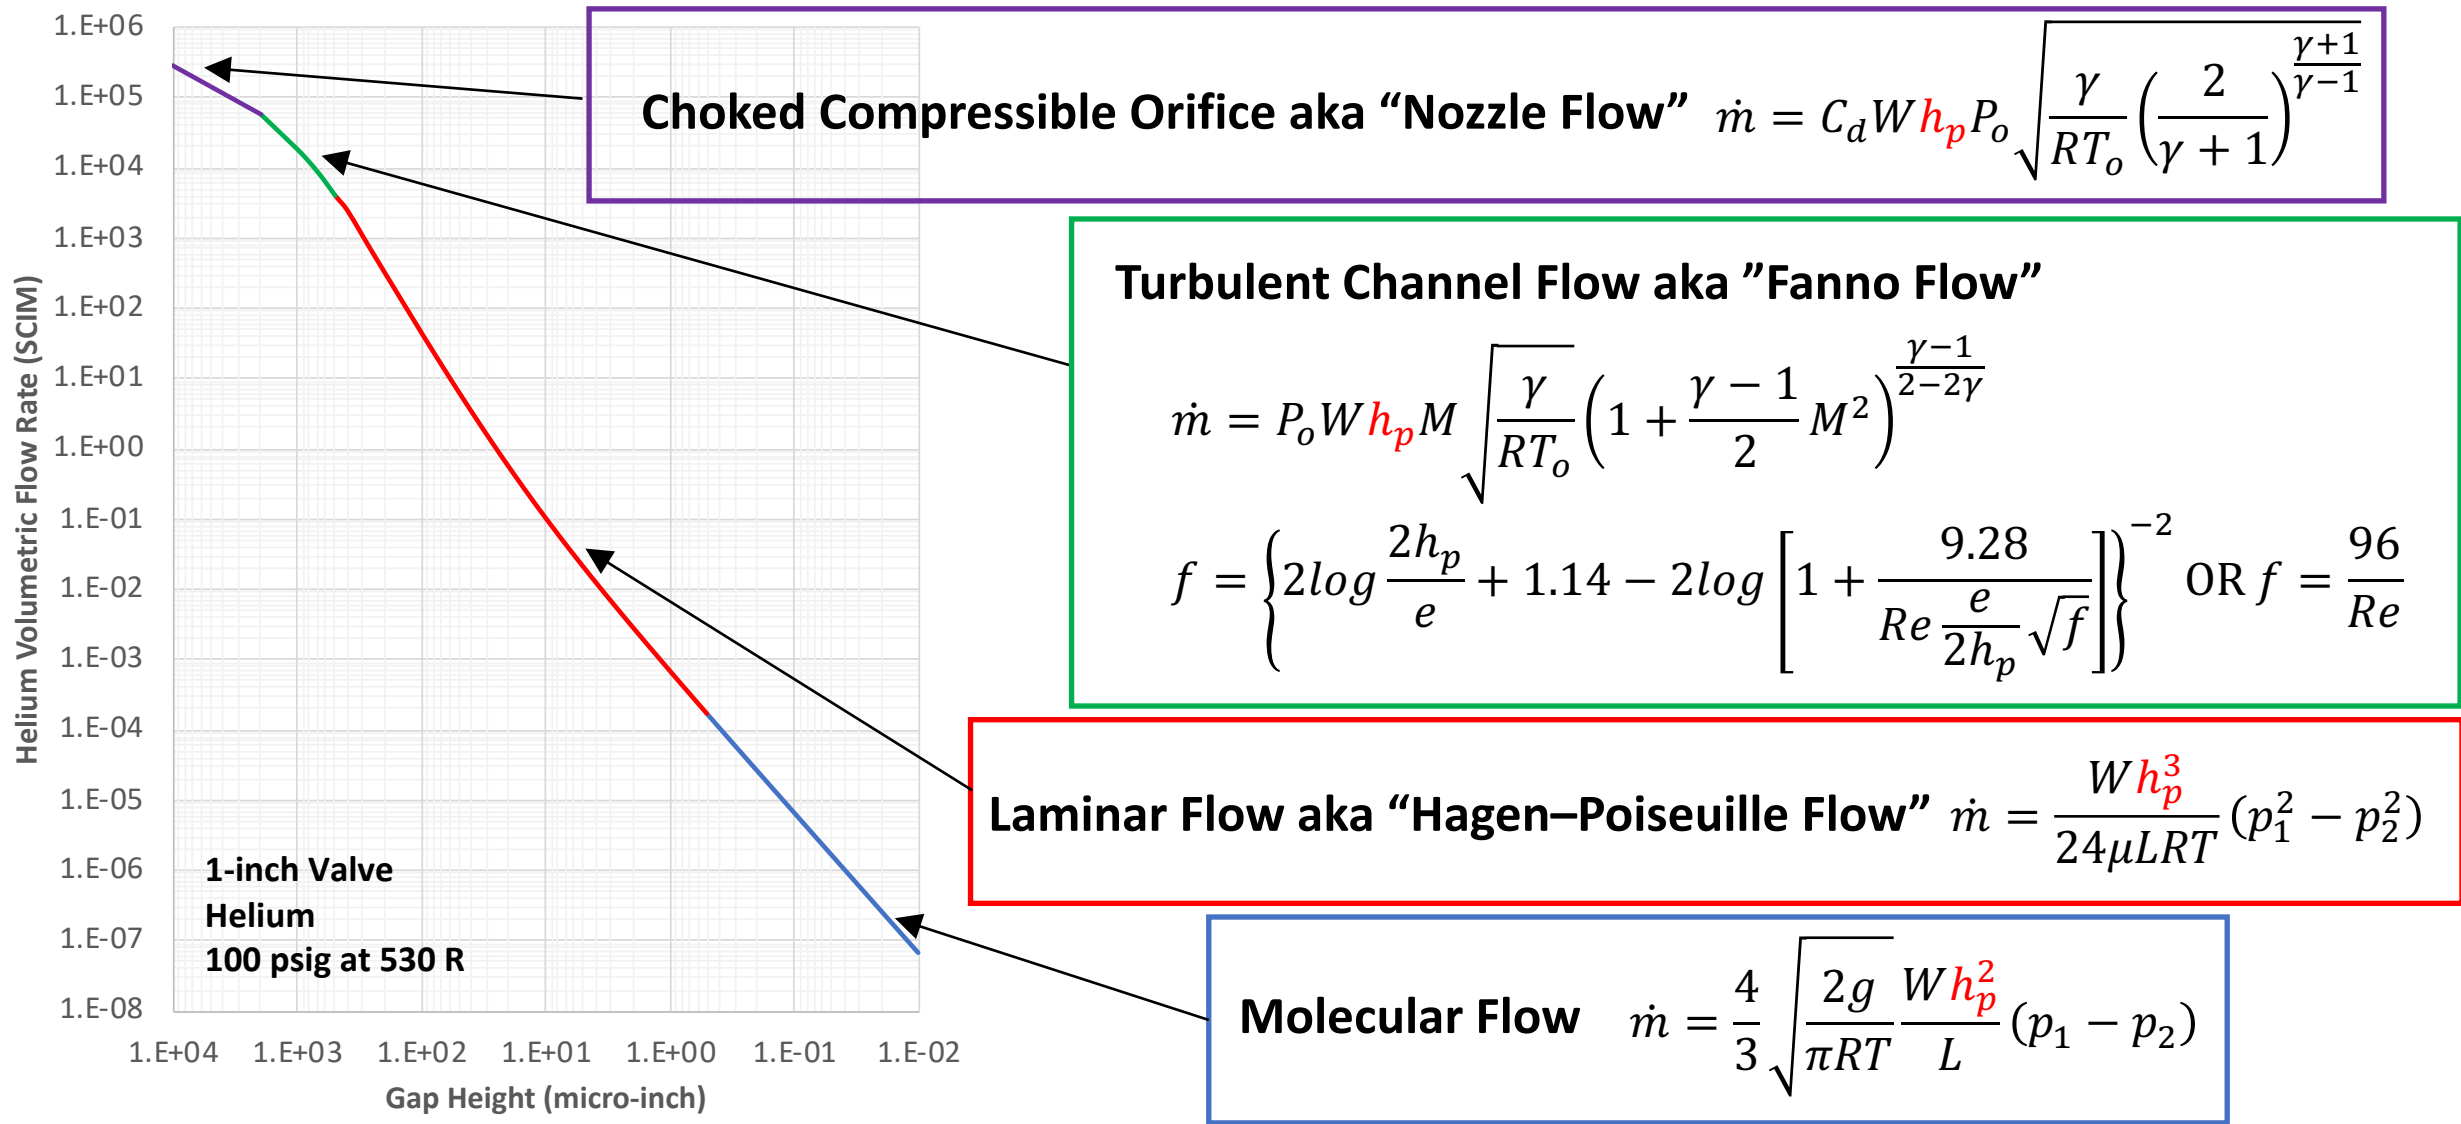 1.E+06
1.E+05
1.E+04
1.E+03
1.E+02
1.E+01
1.E+00
1.E-01
1.E-02
1.E-03
1.E-04
1.E-05
1.E-06
1.E-07
1.E-08
Helium Volumetric Flow Rate (SCIM)
1.E+04 1.E+03 1.E+02 1.E+01 1.E+00 1.E-01 1.E-02
Gap Height (micro-inch)
1-inch Valve
Helium
100 psig at 530 R
Choked Compressible Orifice aka “Nozzle Flow” ṁ = C_d W h_p P_o √(γ/(RT_o) (2/(γ + 1))^((γ+1)/(γ−1)))
Turbulent Channel Flow aka ”Fanno Flow”
ṁ = P_o W h_p M √(γ/(RT_o)) (1 + (γ − 1)/2 M²)^((γ−1)/(2−2γ))
f = {2log 2h_p/e + 1.14 − 2log [1 + 9.28/(Re e/(2h_p) √f)]}^−2 OR f = 96/Re
Laminar Flow aka “Hagen–Poiseuille Flow” ṁ = W h_p³/(24μLRT) (p₁² − p₂²)
Molecular Flow ṁ = 4/3 √(2g/(πRT)) W h_p²/L (p₁ − p₂)